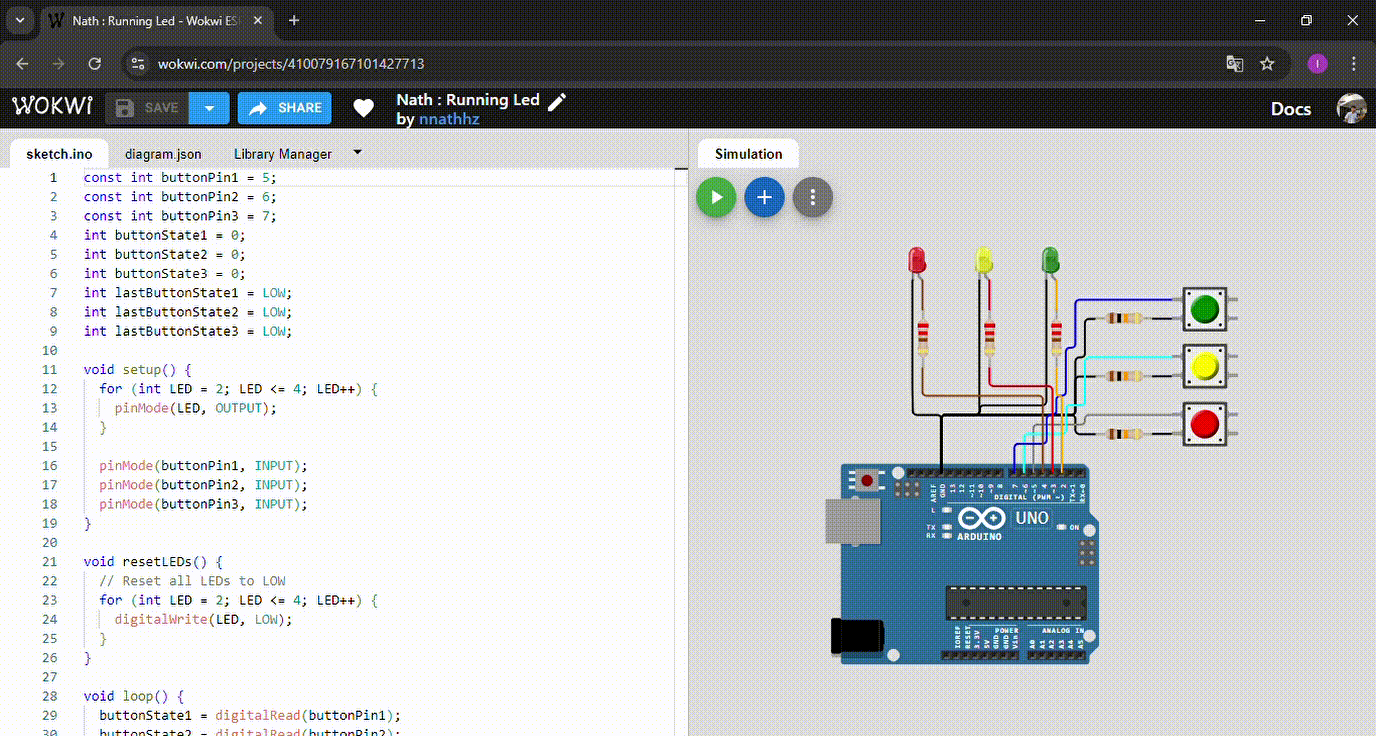 Nath : Running Led - Wokwi ES
wokwi.com/projects/410079167101427713
WOKWI
SAVE
SHARE
Nath : Running Led
by nnathhz
Docs
sketch.ino
diagram.json
Library Manager
Simulation
1 const int buttonPin1 = 5;
2 const int buttonPin2 = 6;
3 const int buttonPin3 = 7;
4 int buttonState1 = 0;
5 int buttonState2 = 0;
6 int buttonState3 = 0;
7 int lastButtonState1 = LOW;
8 int lastButtonState2 = LOW;
9 int lastButtonState3 = LOW;
10
11 void setup() {
12 for (int LED = 2; LED <= 4; LED++) {
13 pinMode(LED, OUTPUT);
14 }
15
16 pinMode(buttonPin1, INPUT);
17 pinMode(buttonPin2, INPUT);
18 pinMode(buttonPin3, INPUT);
19 }
20
21 void resetLEDs() {
22 // Reset all LEDs to LOW
23 for (int LED = 2; LED <= 4; LED++) {
24 digitalWrite(LED, LOW);
25 }
26 }
27
28 void loop() {
29 buttonState1 = digitalRead(buttonPin1);
30 buttonState2 = digitalRead(buttonPin2);
I
AREF
GND
13
12
~11
~10
~9
8
7
~6
~5
4
~3
2
TX→1
RX←0
DIGITAL (PWM ~)
L
TX
RX
UNO
ARDUINO
ON
IOREF
RESET
3.3V
5V
GND
GND
Vin
POWER
ANALOG IN
A0
A1
A2
A3
A4
A5